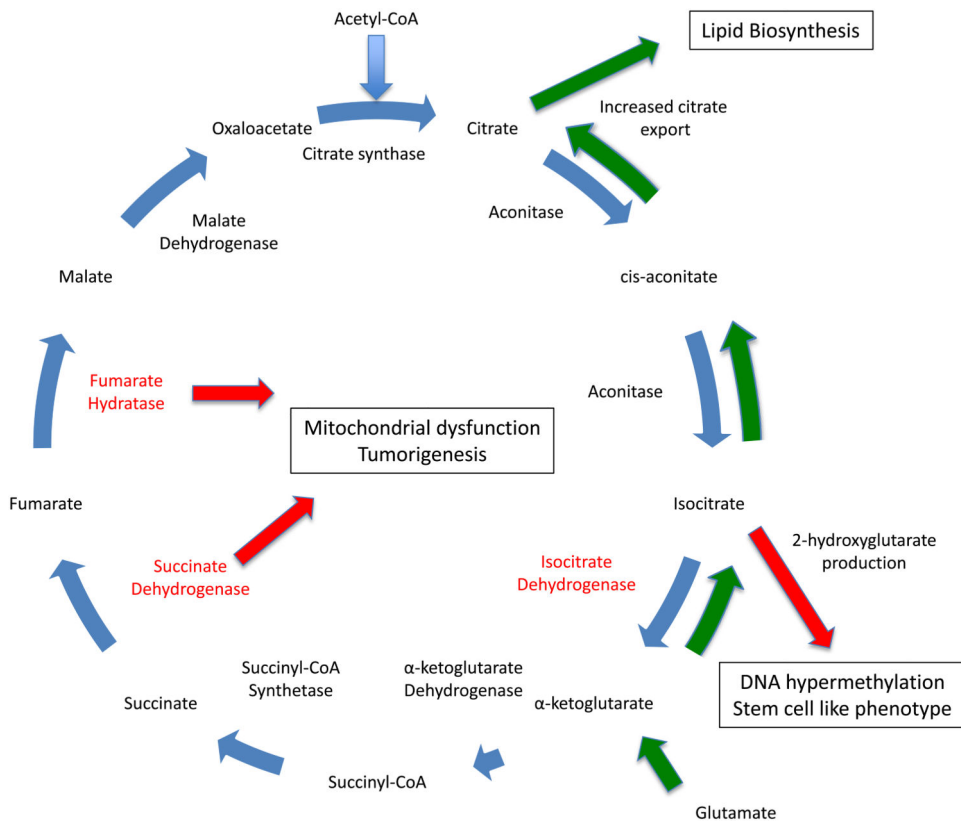 Acetyl-CoA
Lipid Biosynthesis
Oxaloacetate
Citrate synthase
Citrate
Increased citrate
export
Aconitase
Malate
Dehydrogenase
Malate
cis-aconitate
Fumarate
Hydratase
Aconitase
Mitochondrial dysfunction
Tumorigenesis
Fumarate
Isocitrate
Succinate
Dehydrogenase
Isocitrate
Dehydrogenase
2-hydroxyglutarate
production
Succinyl-CoA
Synthetase
α-ketoglutarate
Dehydrogenase
Succinate
α-ketoglutarate
DNA hypermethylation
Stem cell like phenotype
Succinyl-CoA
Glutamate